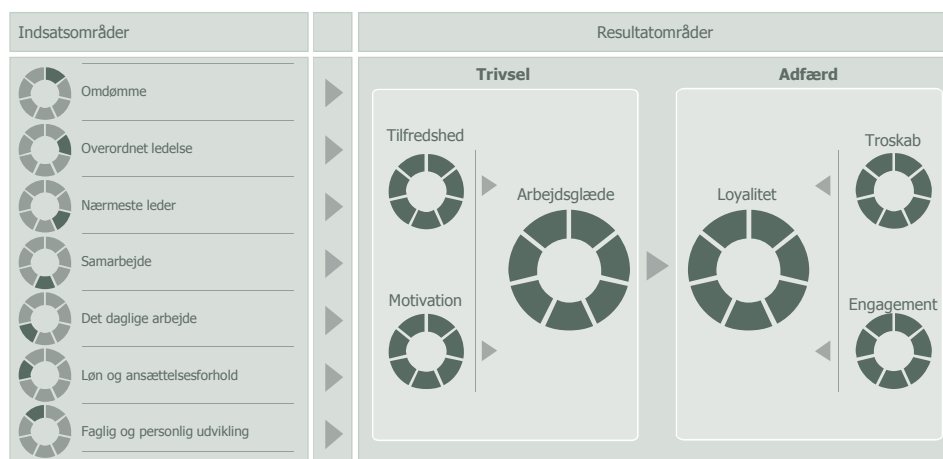 Indsatsområder
Resultatområder
Omdømme
Overordnet ledelse
Nærmeste leder
Samarbejde
Det daglige arbejde
Løn og ansættelsesforhold
Faglig og personlig udvikling
Trivsel
Tilfredshed
Arbejdsglæde
Motivation
Adfærd
Troskab
Loyalitet
Engagement